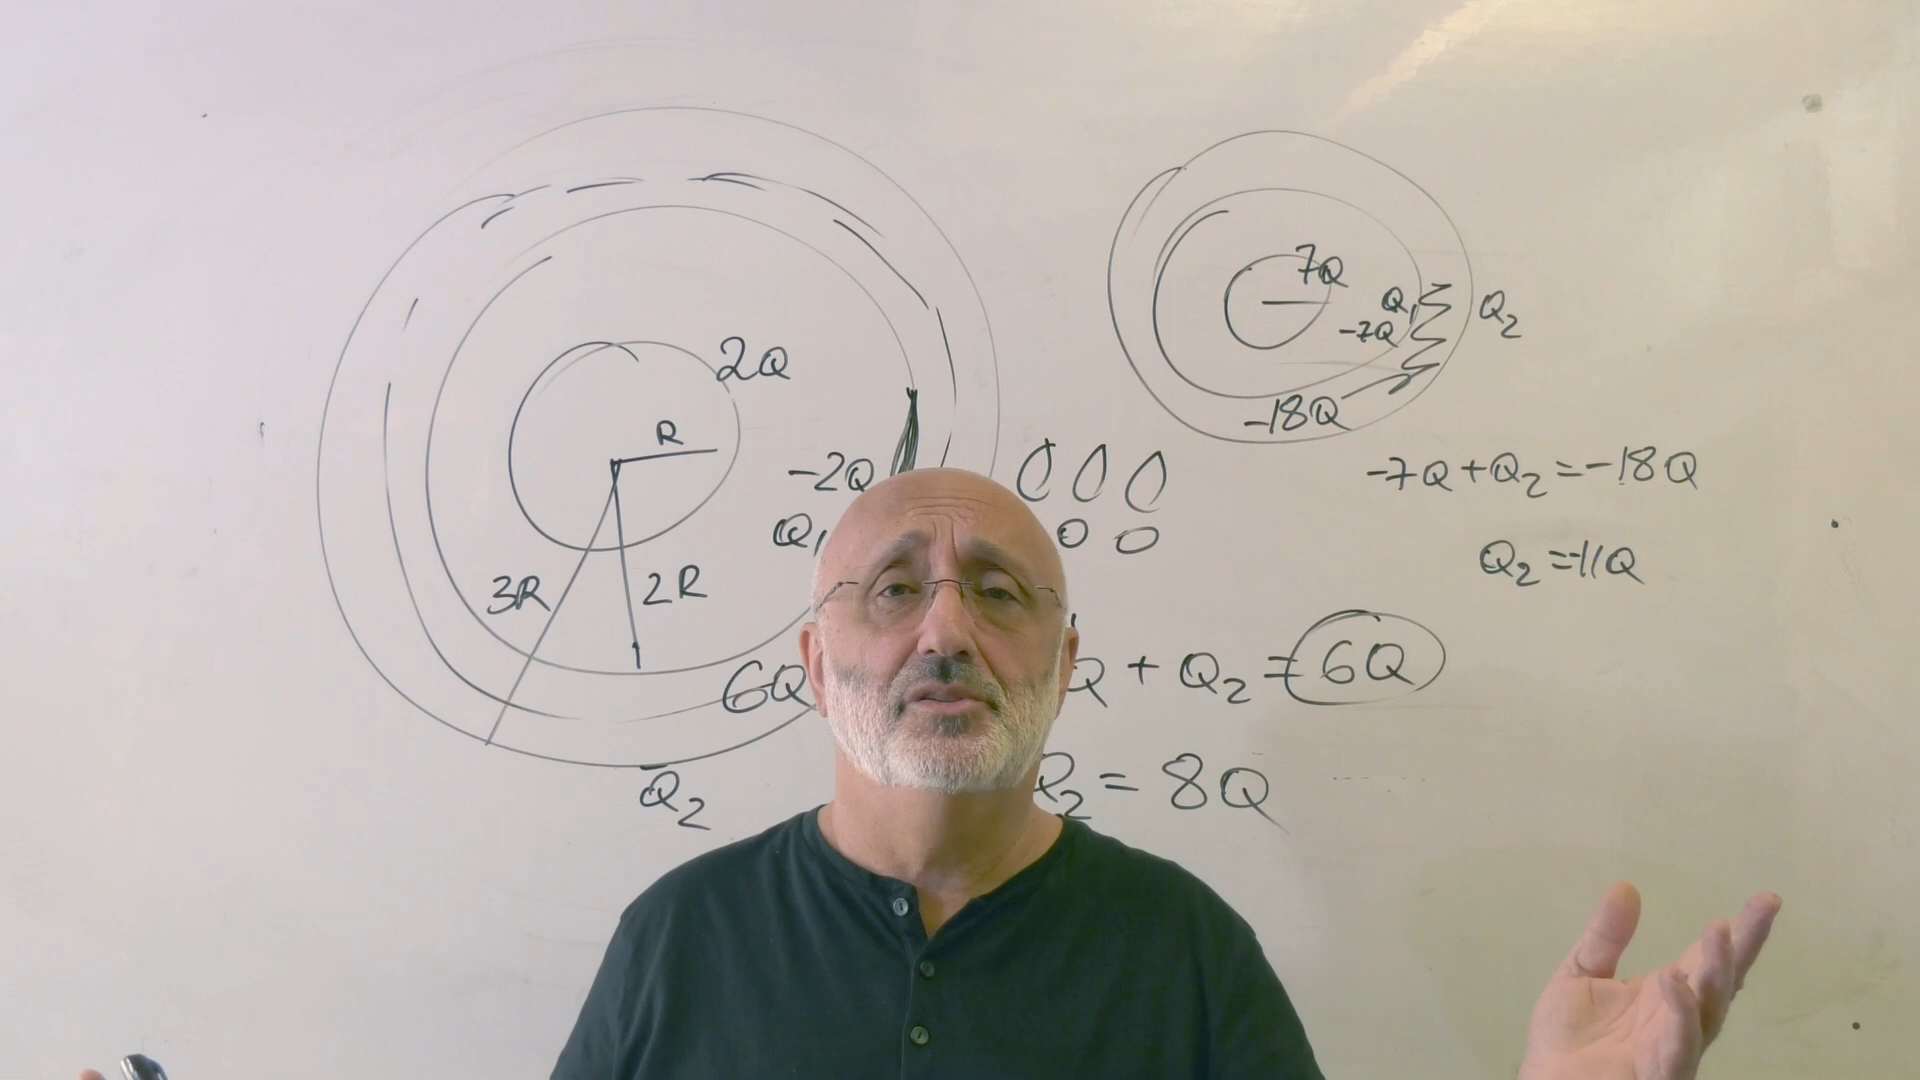 2Q
R
-2Q
Q1
3R
2R
6Q
Q2
7Q
Q1
-7Q
Q2
-18Q
-7Q+Q2=-18Q
Q2=-11Q
Q + Q2 = 6Q
Q2 = 8Q